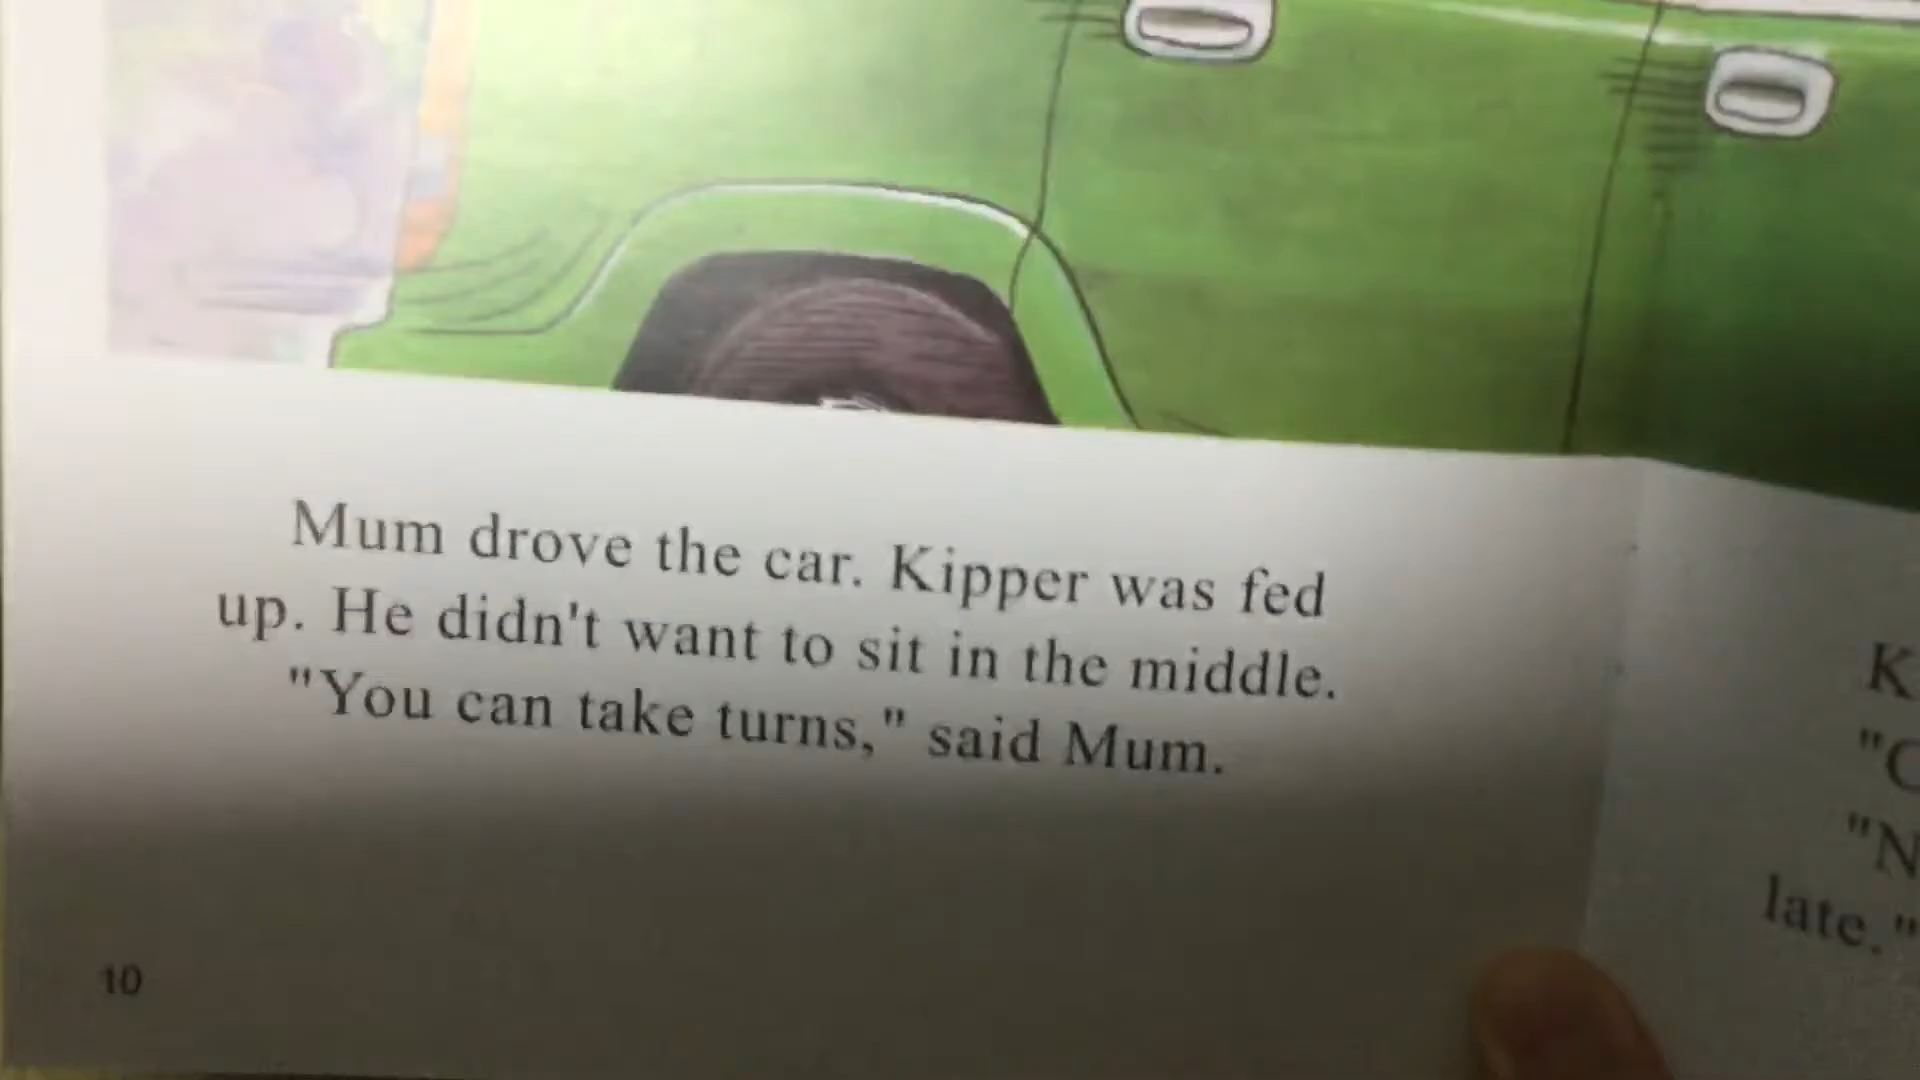 Mum drove the car. Kipper was fed
up. He didn't want to sit in the middle.
"You can take turns," said Mum.
10
late."